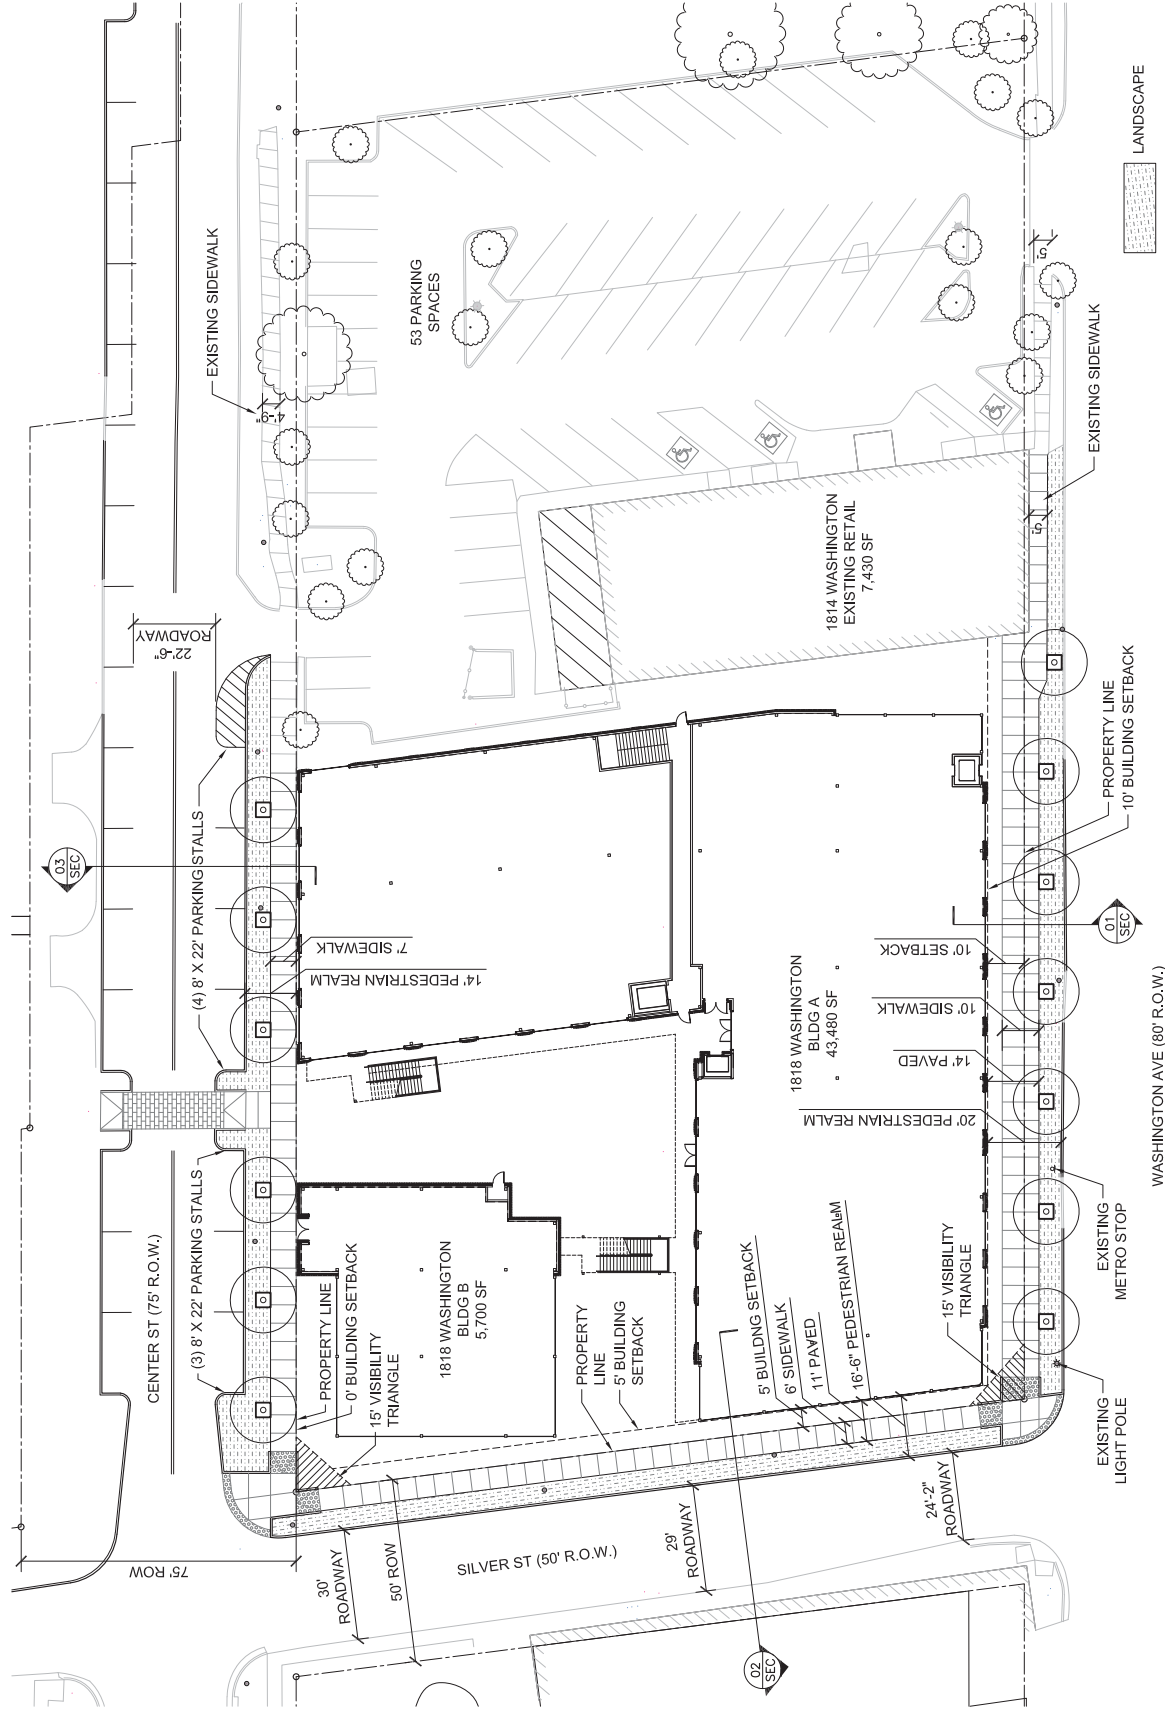 CENTER ST (75' R.O.W.)
75' ROW
(3) 8' X 22' PARKING STALLS
(4) 8' X 22' PARKING STALLS
03
SEC
22'-6"
ROADWAY
EXISTING SIDEWALK
4'-9"
PROPERTY LINE
0' BUILDING SETBACK
15' VISIBILITY
TRIANGLE
14' PEDESTRIAN REALM
7' SIDEWALK
53 PARKING
SPACES
30'
ROADWAY
50' ROW
SILVER ST (50' R.O.W.)
1818 WASHINGTON
BLDG B
5,700 SF
PROPERTY
LINE
5' BUILDING
SETBACK
29'
ROADWAY
24'-2"
ROADWAY
02
SEC
5' BUILDNG SETBACK
6' SIDEWALK
11' PAVED
16'-6" PEDESTRIAN REALM
15' VISIBILITY
TRIANGLE
1818 WASHINGTON
BLDG A
43,480 SF
20' PEDESTRIAN REALM
14' PAVED
10' SIDEWALK
10' SETBACK
1814 WASHINGTON
EXISTING RETAIL
7,430 SF
5'
5'
EXISTING
LIGHT POLE
EXISTING
METRO STOP
01
SEC
PROPERTY LINE
10' BUILDING SETBACK
EXISTING SIDEWALK
LANDSCAPE
WASHINGTON AVE (80' R.O.W.)